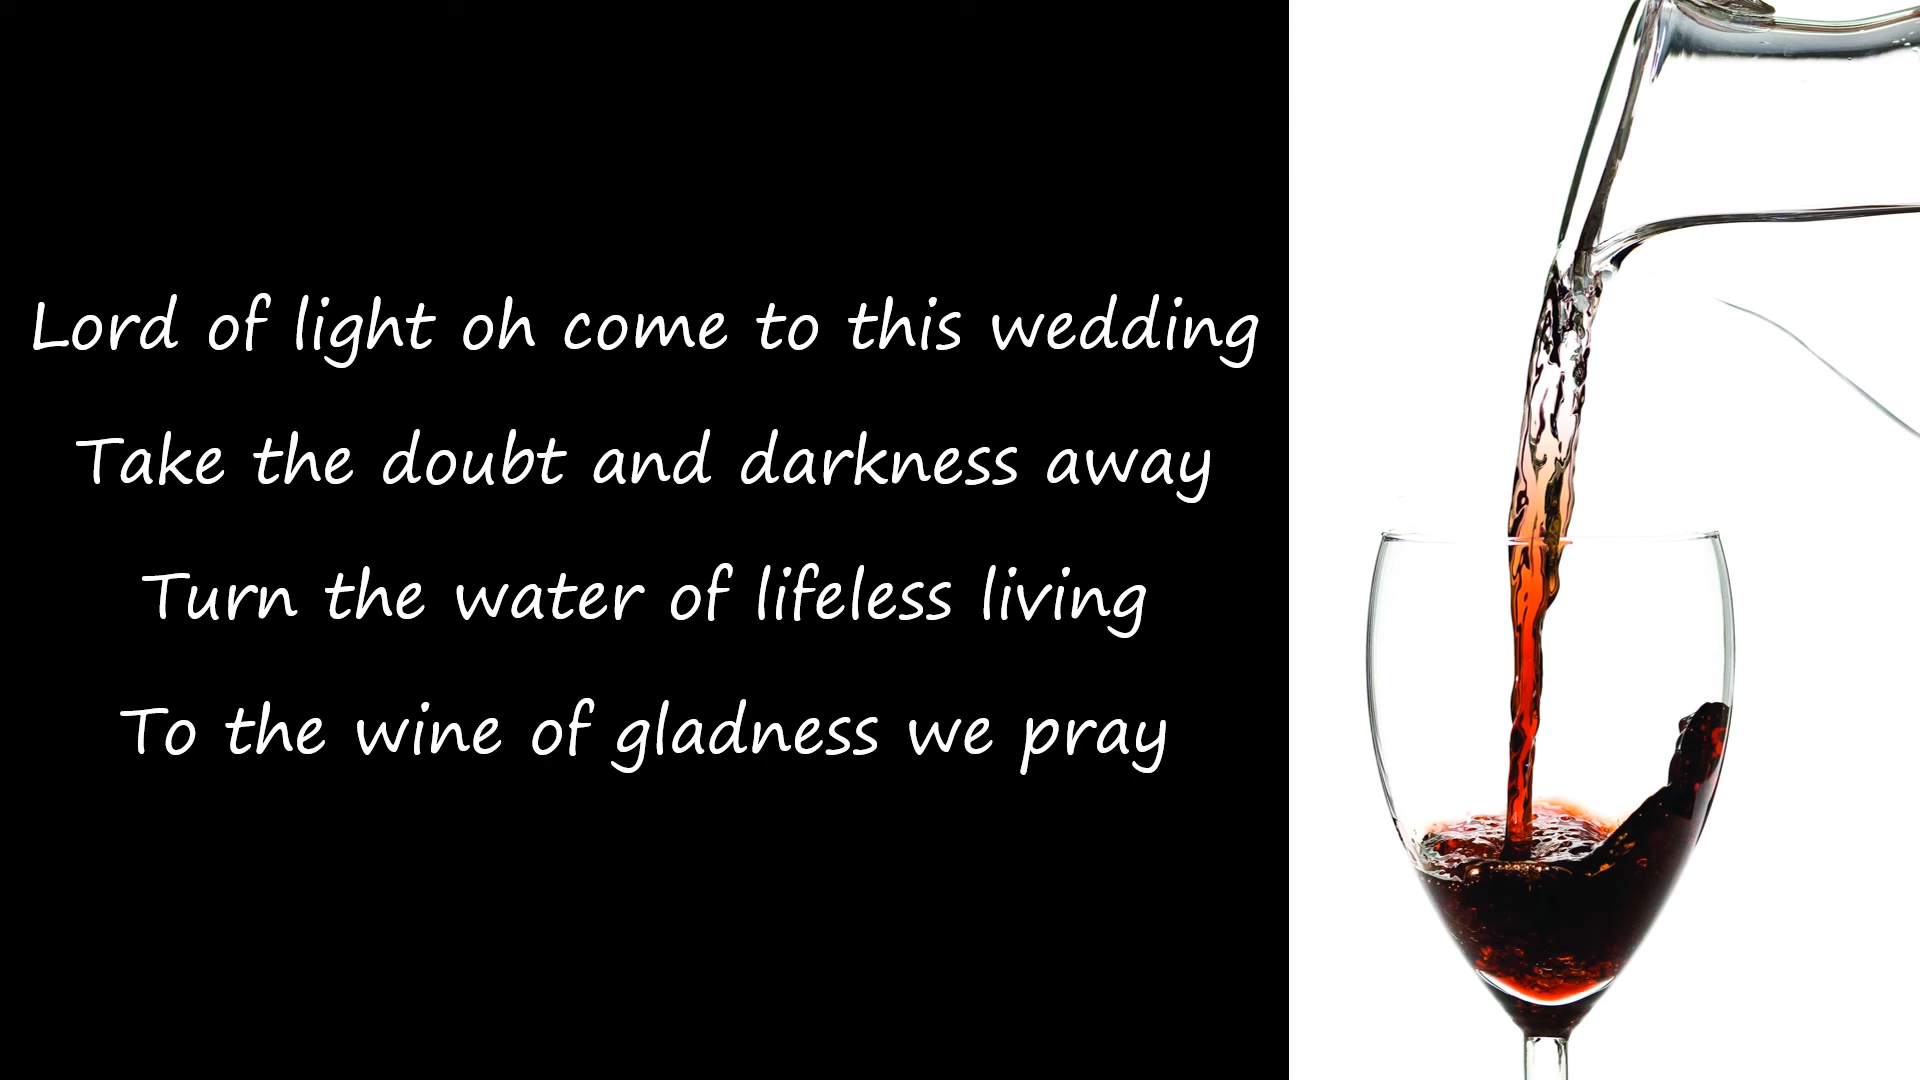 Lord of light oh come to this wedding
Take the doubt and darkness away
Turn the water of lifeless living
To the wine of gladness we pray